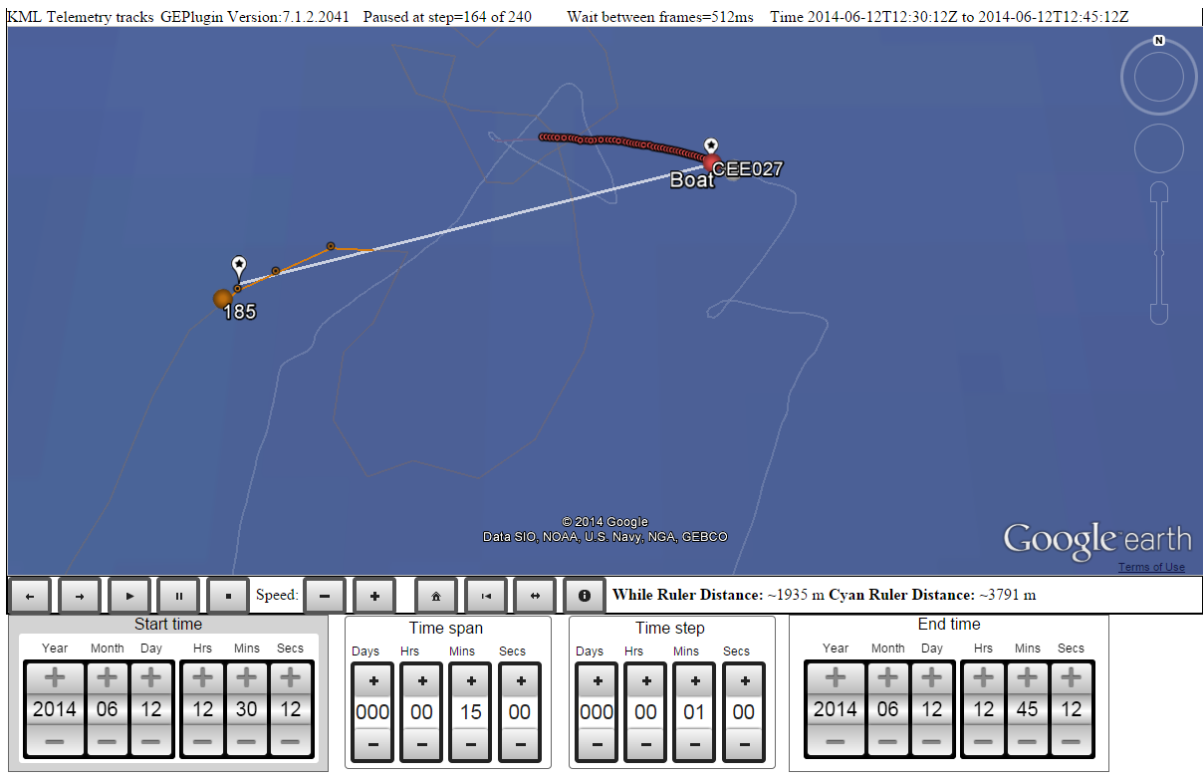 KML Telemetry tracks GEPlugin Version:7.1.2.2041 Paused at step=164 of 240 Wait between frames=512ms Time 2014-06-12T12:30:12Z to 2014-06-12T12:45:12Z
N
CEE027
Boat
185
© 2014 Google
Data SIO, NOAA, U.S. Navy, NGA, GEBCO
Google earth
Terms of Use
Speed: While Ruler Distance: ~1935 m Cyan Ruler Distance: ~3791 m
Start time Time span Time step End time
Year Month Day Hrs Mins Secs Days Hrs Mins Secs Days Hrs Mins Secs Year Month Day Hrs Mins Secs
2014 06 12 12 30 12 000 00 15 00 000 00 01 00 2014 06 12 12 45 12